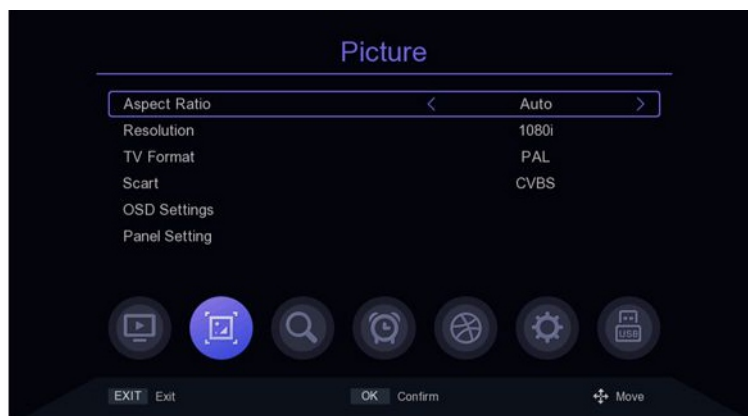 Picture
Aspect Ratio < Auto >
Resolution 1080i
TV Format PAL
Scart CVBS
OSD Settings
Panel Setting
USB
EXIT Exit OK Confirm Move